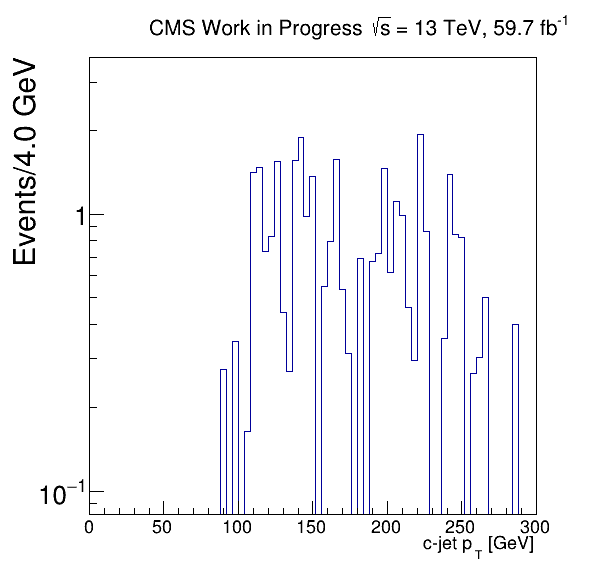 CMS Work in Progress √s = 13 TeV, 59.7 fb⁻¹
Events/4.0 GeV
1
10⁻¹
0 50 100 150 200 250 300
c-jet p_T [GeV]